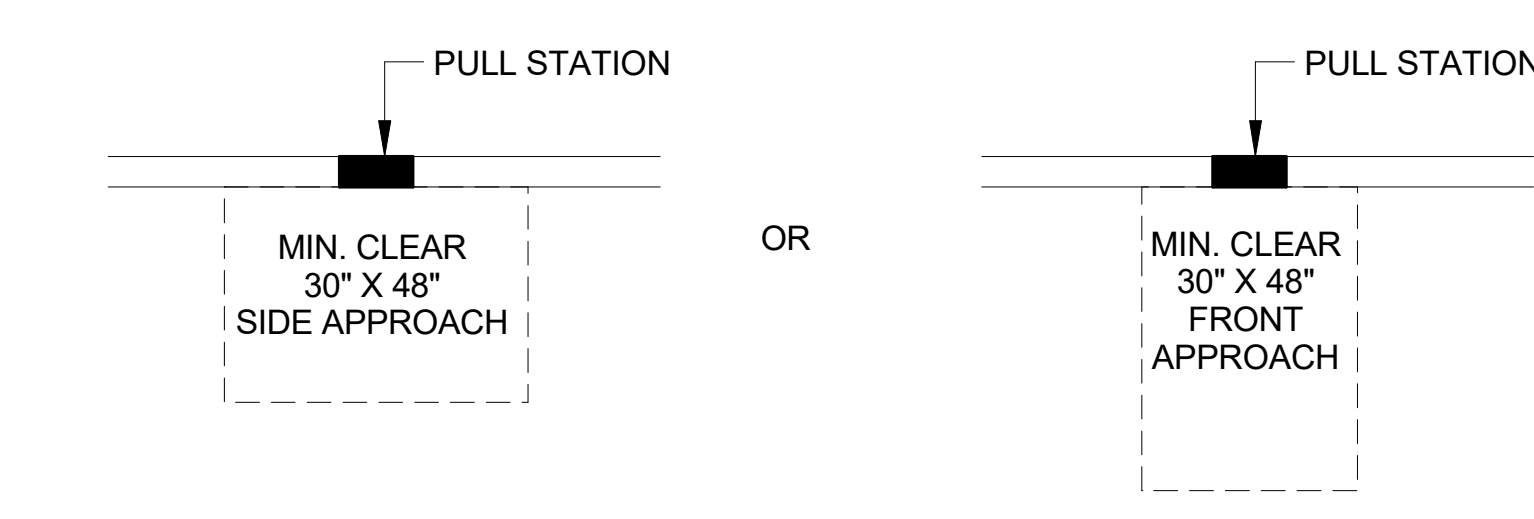 PULL STATION
MIN. CLEAR
30" X 48"
SIDE APPROACH
OR
PULL STATION
MIN. CLEAR
30" X 48"
FRONT
APPROACH